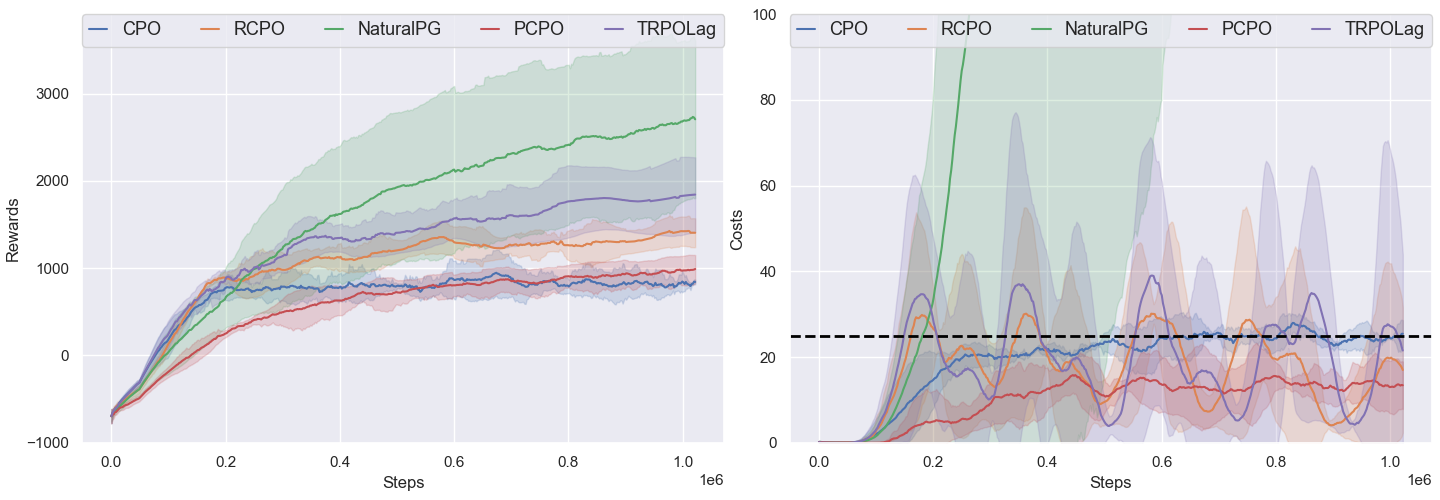 CPO RCPO NaturalPG PCPO TRPOLag
3000
2000
1000
0
−1000
Rewards
0.0 0.2 0.4 0.6 0.8 1.0
1e6
Steps
CPO RCPO NaturalPG PCPO TRPOLag
100
80
60
40
20
0
Costs
0.0 0.2 0.4 0.6 0.8 1.0
1e6
Steps